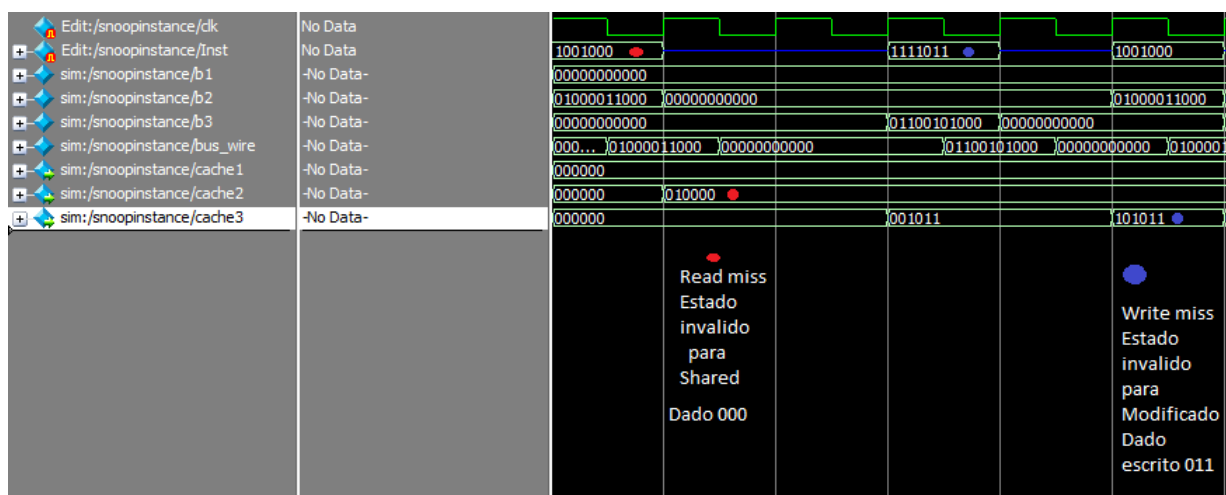 Edit:/snoopinstance/clk No Data
Edit:/snoopinstance/Inst No Data 1001000 1111011 1001000
sim:/snoopinstance/b1 -No Data- 00000000000
sim:/snoopinstance/b2 -No Data- 01000011000 00000000000 01000011000
sim:/snoopinstance/b3 -No Data- 00000000000 01100101000 00000000000
sim:/snoopinstance/bus_wire -No Data- 000... 01000011000 00000000000 01100101000 00000000000 010000
sim:/snoopinstance/cache1 -No Data- 000000
sim:/snoopinstance/cache2 -No Data- 000000 010000
sim:/snoopinstance/cache3 -No Data- 000000 001011 101011
Read miss
Estado
invalido
para
Shared
Dado 000
Write miss
Estado
invalido
para
Modificado
Dado
escrito 011